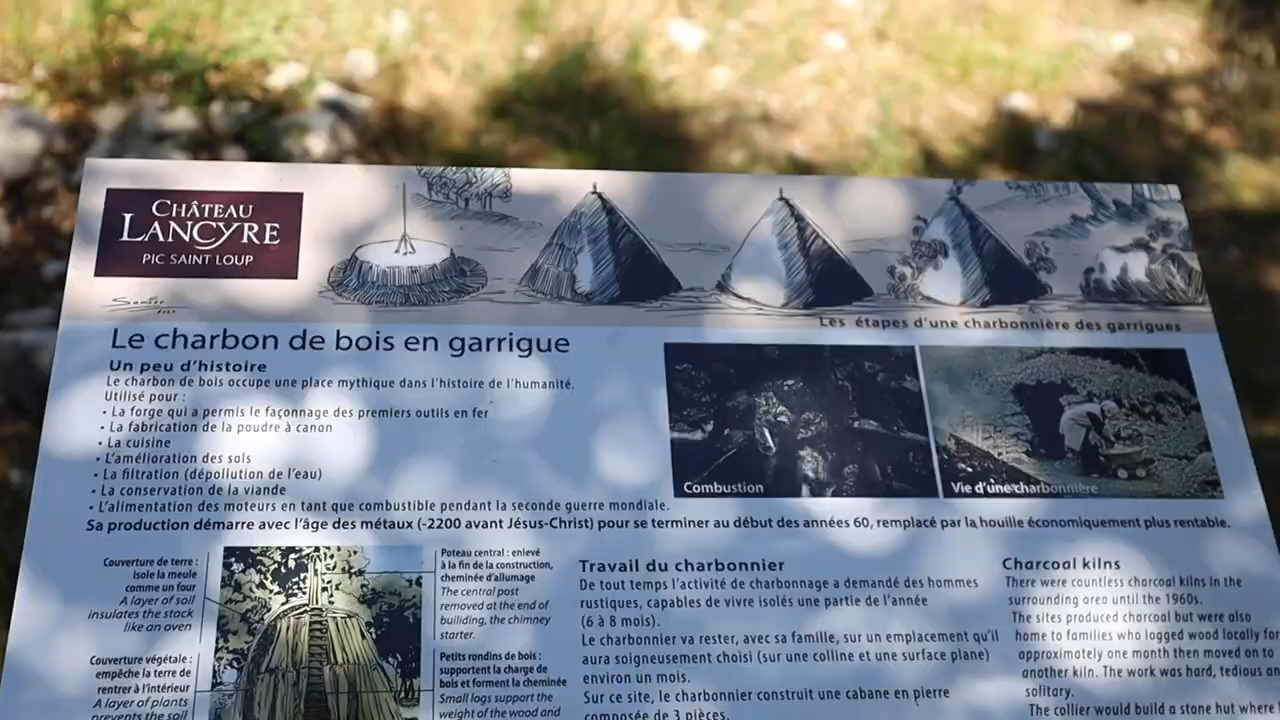 CHÂTEAU
LANCYRE
PIC SAINT LOUP
Les étapes d'une charbonnière des garrigues
Le charbon de bois en garrigue
Un peu d'histoire
Le charbon de bois occupe une place mythique dans l'histoire de l'humanité.
Utilisé pour :
• La forge qui a permis le façonnage des premiers outils en fer
• La fabrication de la poudre à canon
• La cuisine
• L'amélioration des sols
• La filtration (dépollution de l'eau)
• La conservation de la viande
• L'alimentation des moteurs en tant que combustible pendant la seconde guerre mondiale.
Combustion
Vie d'une charbonnière
Sa production démarre avec l'âge des métaux (-2200 avant Jésus-Christ) pour se terminer au début des années 60, remplacé par la houille économiquement plus rentable.
Couverture de terre :
isole la meule
comme un four
A layer of soil
insulates the stack
like an oven
Couverture végétale :
empêche la terre de
rentrer à l'intérieur
A layer of plants
prevents the soil
Poteau central : enlevé
à la fin de la construction,
cheminée d'allumage
The central post
removed at the end of
building, the chimney
starter.
Petits rondins de bois :
supportent la charge de
bois et forment la cheminée
Small logs support the
weight of the wood and
Travail du charbonnier
De tout temps l'activité de charbonnage a demandé des hommes
rustiques, capables de vivre isolés une partie de l'année
(6 à 8 mois).
Le charbonnier va rester, avec sa famille, sur un emplacement qu'il
aura soigneusement choisi (sur une colline et une surface plane)
environ un mois.
Sur ce site, le charbonnier construit une cabane en pierre
composée de 3 pièces.
Charcoal kilns
There were countless charcoal kilns in the
surrounding area until the 1960s.
The sites produced charcoal but were also
home to families who logged wood locally for
approximately one month then moved on to
another kiln. The work was hard, tedious an
solitary.
The collier would build a stone hut where